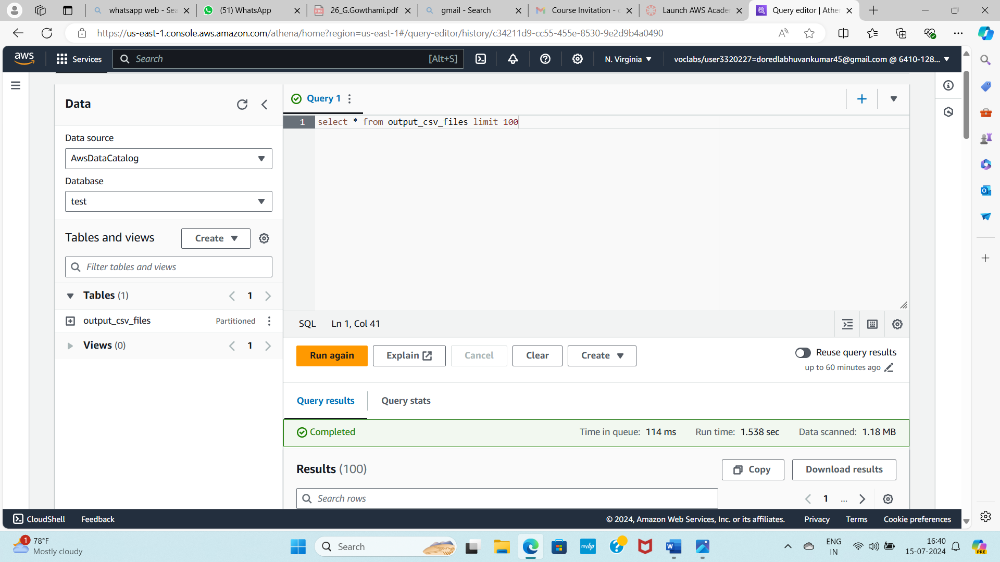 whatsapp web - Sea
(51) WhatsApp
26_G.Gowthami.pdf
gmail - Search
Course Invitation - 
Launch AWS Acade
Query editor | Athe
https://us-east-1.console.aws.amazon.com/athena/home?region=us-east-1#/query-editor/history/c34211d9-cc55-455e-8530-9e2d9b4a0490
aws
Services
Search
[Alt+S]
N. Virginia
voclabs/user3320227=doredlabhuvankumar45@gmail.com @ 6410-128...
Data
Data source
AwsDataCatalog
Database
test
Tables and views
Create
Filter tables and views
Tables (1)
1
output_csv_files
Partitioned
Views (0)
1
Query 1
1 select * from output_csv_files limit 100
SQL Ln 1, Col 41
Run again
Explain
Cancel
Clear
Create
Reuse query results
up to 60 minutes ago
Query results
Query stats
Completed
Time in queue: 114 ms
Run time: 1.538 sec
Data scanned: 1.18 MB
Results (100)
Copy
Download results
Search rows
1 ...
CloudShell
Feedback
© 2024, Amazon Web Services, Inc. or its affiliates.
Privacy
Terms
Cookie preferences
1
78°F
Mostly cloudy
Search
myhp
ENG
IN
16:40
15-07-2024
PRE